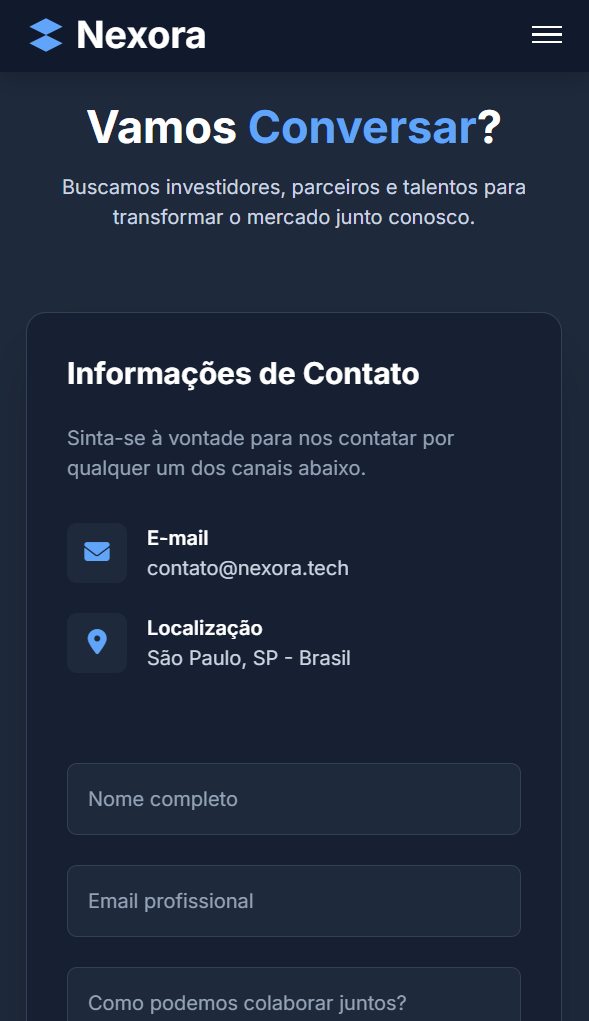 Nexora
Vamos Conversar?
Buscamos investidores, parceiros e talentos para
transformar o mercado junto conosco.
Informações de Contato
Sinta-se à vontade para nos contatar por
qualquer um dos canais abaixo.
E-mail
contato@nexora.tech
Localização
São Paulo, SP - Brasil
Nome completo
Email profissional
Como podemos colaborar juntos?